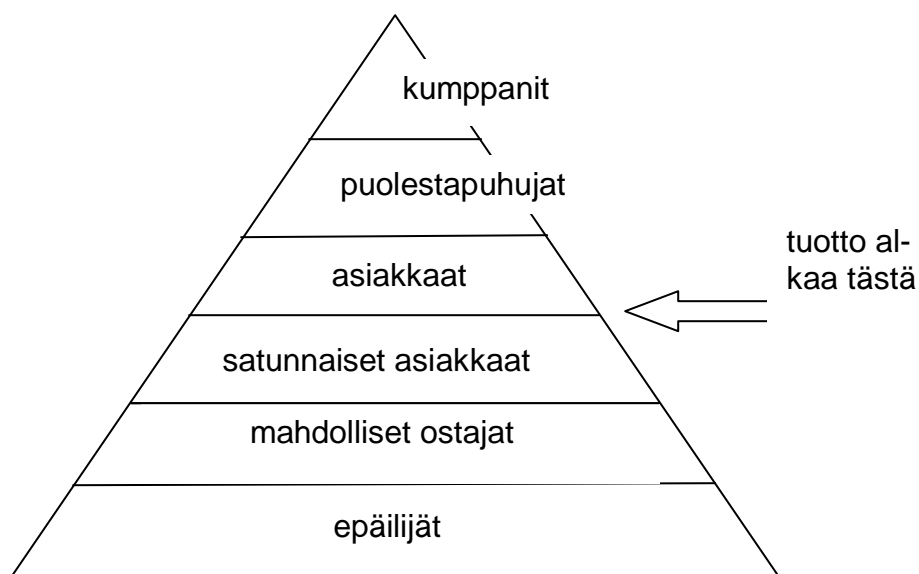 kumppanit
puolestapuhujat
asiakkaat
tuotto al-
kaa tästä
satunnaiset asiakkaat
mahdolliset ostajat
epäilijät